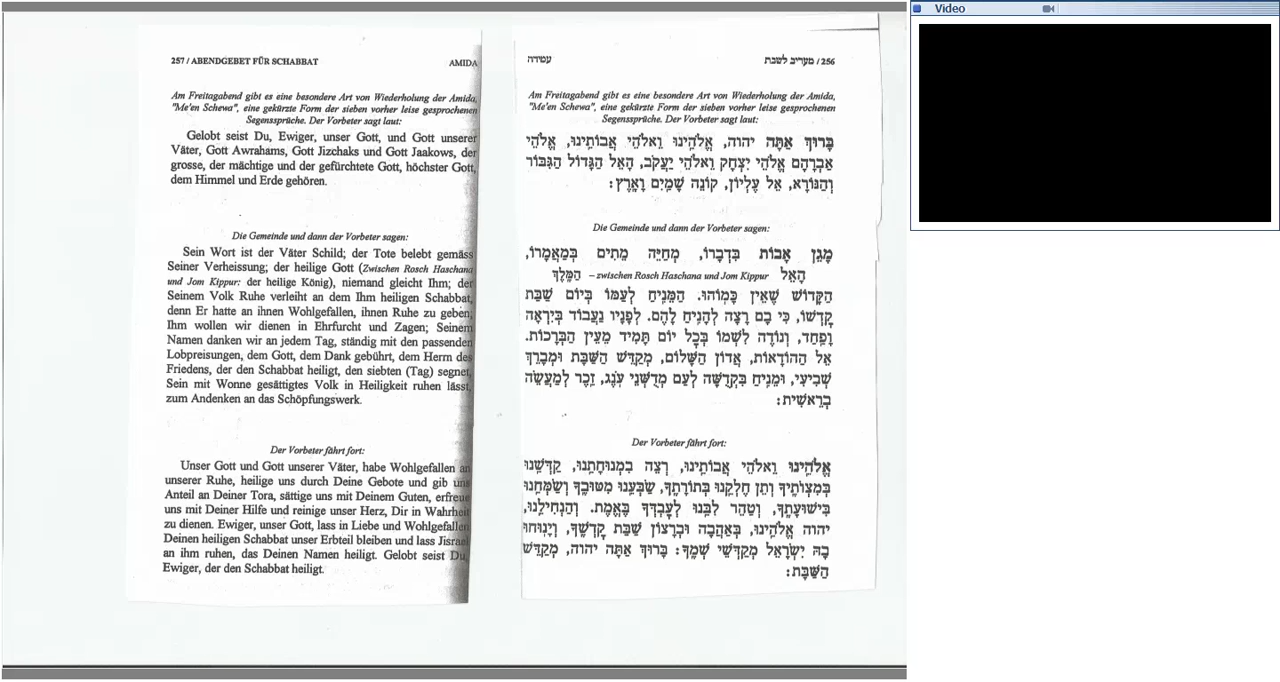 Video
257 / ABENDGEBET FÜR SCHABBAT AMIDA
Am Freitagabend gibt es eine besondere Art von Wiederholung der Amida,
"Me'en Schewa", eine gekürzte Form der sieben vorher leise gesprochenen
Segenssprüche. Der Vorbeter sagt laut:
Gelobt seist Du, Ewiger, unser Gott, und Gott unserer
Väter, Gott Awrahams, Gott Jizchaks und Gott Jaakows, der
grosse, der mächtige und der gefürchtete Gott, höchster Gott,
dem Himmel und Erde gehören.
Die Gemeinde und dann der Vorbeter sagen:
Sein Wort ist der Väter Schild; der Tote belebt gemäss
Seiner Verheissung; der heilige Gott (Zwischen Rosch Haschana
und Jom Kippur: der heilige König), niemand gleicht Ihm; der
Seinem Volk Ruhe verleiht an dem Ihm heiligen Schabbat,
denn Er hatte an ihnen Wohlgefallen, ihnen Ruhe zu geben;
Ihm wollen wir dienen in Ehrfurcht und Zagen; Seinem
Namen danken wir an jedem Tag, ständig mit den passenden
Lobpreisungen, dem Gott, dem Dank gebührt, dem Herrn des
Friedens, der den Schabbat heiligt, den siebten (Tag) segnet,
Sein mit Wonne gesättigtes Volk in Heiligkeit ruhen lässt,
zum Andenken an das Schöpfungswerk.
Der Vorbeter fährt fort:
Unser Gott und Gott unserer Väter, habe Wohlgefallen an
unserer Ruhe, heilige uns durch Deine Gebote und gib uns
Anteil an Deiner Tora, sättige uns mit Deinem Guten, erfreue
uns mit Deiner Hilfe und reinige unser Herz, Dir in Wahrheit
zu dienen. Ewiger, unser Gott, lass in Liebe und Wohlgefallen
Deinen heiligen Schabbat unser Erbteil bleiben und lass Jisrael
an ihm ruhen, das Deinen Namen heiligt. Gelobt seist Du,
Ewiger, der den Schabbat heiligt.
256 / מעריב לשבת עמידה
Am Freitagabend gibt es eine besondere Art von Wiederholung der Amida,
"Me'en Schewa", eine gekürzte Form der sieben vorher leise gesprochenen
Segenssprüche. Der Vorbeter sagt laut:
בָּרוּךְ אַתָּה יהוה, אֱלֹהֵינוּ וֵאלֹהֵי אֲבוֹתֵינוּ, אֱלֹהֵי
אַבְרָהָם אֱלֹהֵי יִצְחָק וֵאלֹהֵי יַעֲקֹב, הָאֵל הַגָּדוֹל הַגִּבּוֹר
וְהַנּוֹרָא, אֵל עֶלְיוֹן, קוֹנֵה שָׁמַיִם וָאָרֶץ:
Die Gemeinde und dann der Vorbeter sagen:
מָגֵן אָבוֹת בִּדְבָרוֹ, מְחַיֵּה מֵתִים בְּמַאֲמָרוֹ,
הָאֵל zwischen Rosch Haschana und Jom Kippur – הַמֶּלֶךְ
הַקָּדוֹשׁ שֶׁאֵין כָּמוֹהוּ. הַמֵּנִיחַ לְעַמּוֹ בְּיוֹם שַׁבַּת
קָדְשׁוֹ, כִּי בָם רָצָה לְהָנִיחַ לָהֶם. לְפָנָיו נַעֲבוֹד בְּיִרְאָה
וָפַחַד, וְנוֹדֶה לִשְׁמוֹ בְּכָל יוֹם תָּמִיד מֵעֵין הַבְּרָכוֹת.
אֵל הַהוֹדָאוֹת, אֲדוֹן הַשָּׁלוֹם, מְקַדֵּשׁ הַשַּׁבָּת וּמְבָרֵךְ
שְׁבִיעִי, וּמֵנִיחַ בִּקְדֻשָּׁה לְעַם מְדֻשְּׁנֵי עֹנֶג, זֵכֶר לְמַעֲשֵׂה
בְרֵאשִׁית:
Der Vorbeter fährt fort:
אֱלֹהֵינוּ וֵאלֹהֵי אֲבוֹתֵינוּ, רְצֵה בִמְנוּחָתֵנוּ, קַדְּשֵׁנוּ
בְּמִצְוֹתֶיךָ וְתֵן חֶלְקֵנוּ בְּתוֹרָתֶךָ, שַׂבְּעֵנוּ מִטּוּבֶךָ וְשַׂמְּחֵנוּ
בִּישׁוּעָתֶךָ, וְטַהֵר לִבֵּנוּ לְעָבְדְּךָ בֶּאֱמֶת. וְהַנְחִילֵנוּ,
יהוה אֱלֹהֵינוּ, בְּאַהֲבָה וּבְרָצוֹן שַׁבַּת קָדְשֶׁךָ, וְיָנוּחוּ
בָהּ יִשְׂרָאֵל מְקַדְּשֵׁי שְׁמֶךָ: בָּרוּךְ אַתָּה יהוה, מְקַדֵּשׁ
הַשַּׁבָּת: